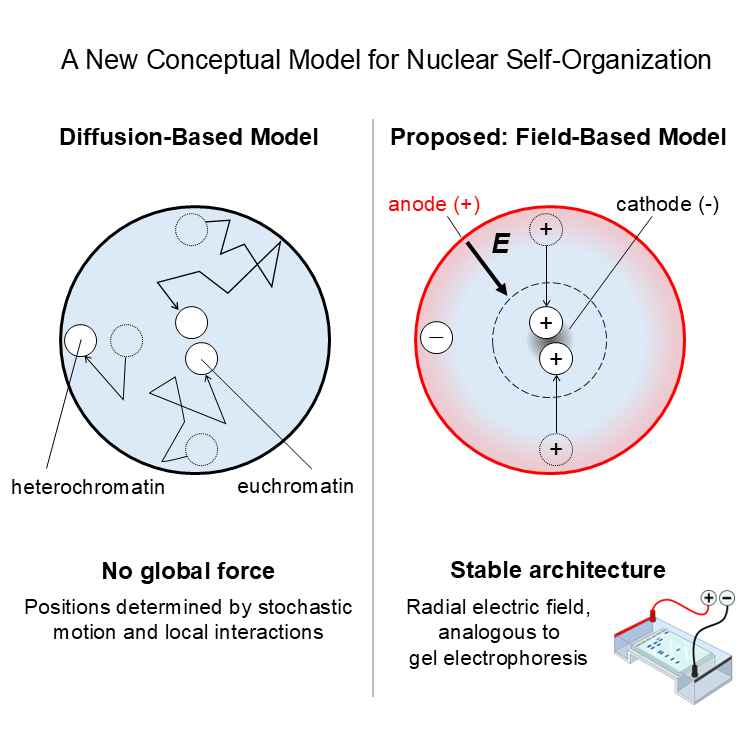 A New Conceptual Model for Nuclear Self-Organization
Diffusion-Based Model
heterochromatin
euchromatin
No global force
Positions determined by stochastic
motion and local interactions
Proposed: Field-Based Model
anode (+)
cathode (-)
E
+
+
−
+
+
Stable architecture
Radial electric field,
analogous to
gel electrophoresis
+ −